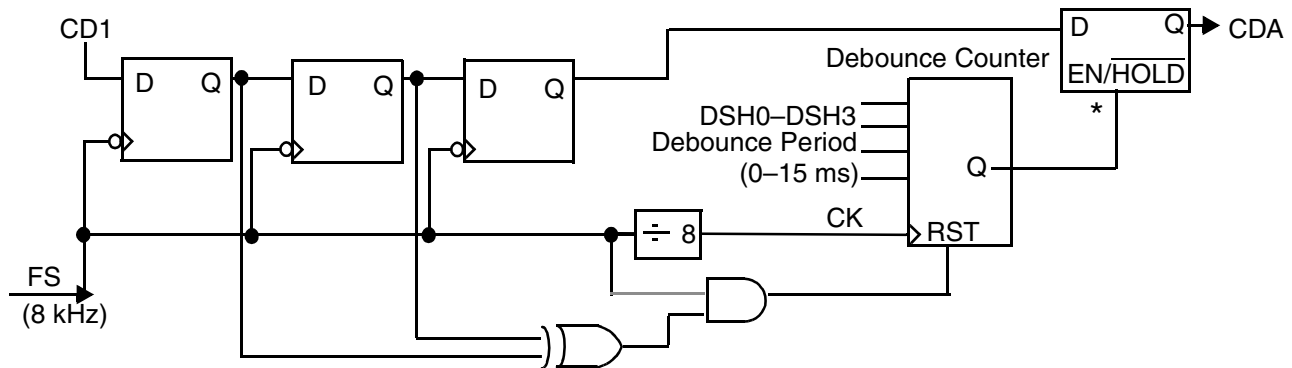 CD1
D Q
D Q
D Q
D Q
CDA
EN/HOLD
*
Debounce Counter
DSH0–DSH3
Debounce Period
(0–15 ms)
Q
CK
RST
÷ 8
FS
(8 kHz)